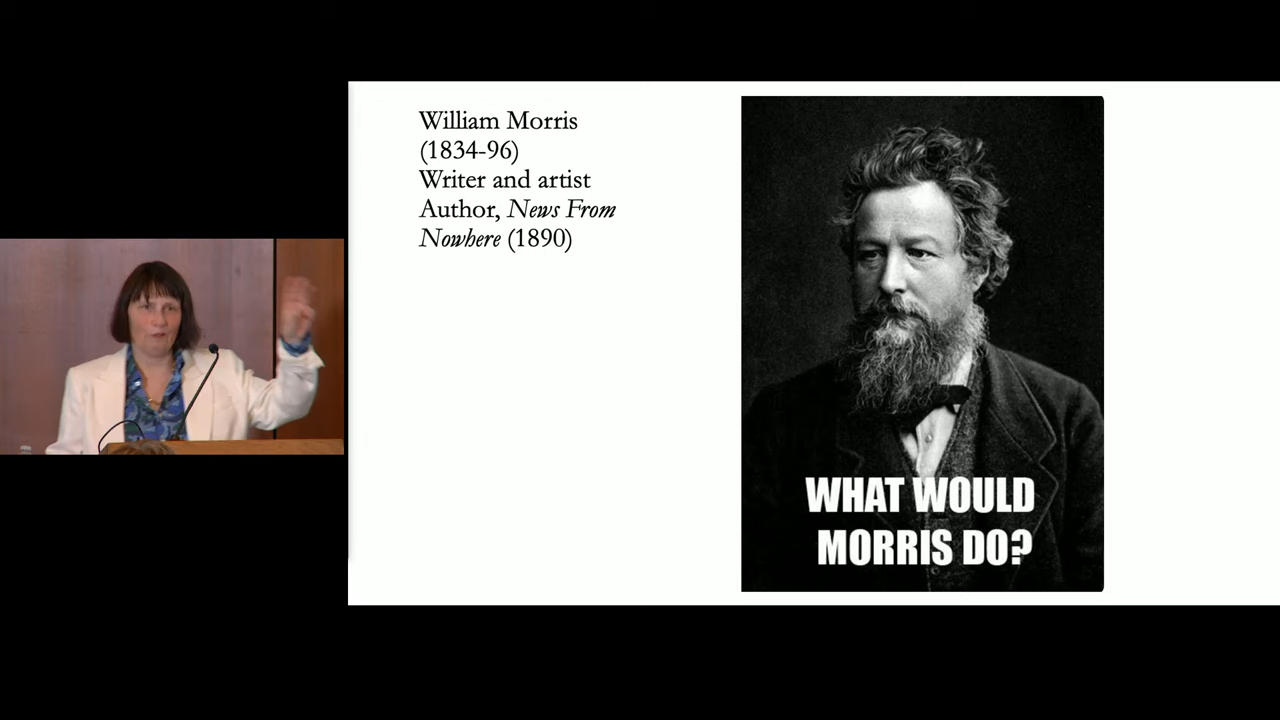 William Morris
(1834-96)
Writer and artist
Author, News From
Nowhere (1890)
WHAT WOULD
MORRIS DO?